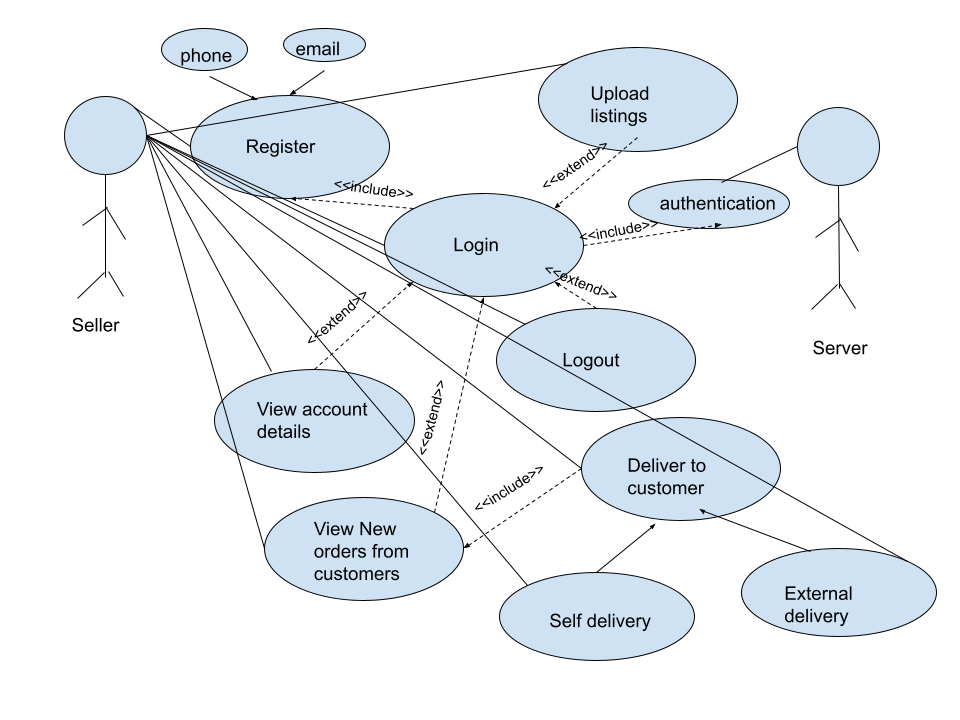 phone
email
Upload
listings
Register
<<extend>>
<<include>>
authentication
<<include>>
Login
<<extend>>
Seller
<<extend>>
Server
Logout
View account
details
<<extend>>
Deliver to
customer
<<include>>
View New
orders from
customers
External
delivery
Self delivery